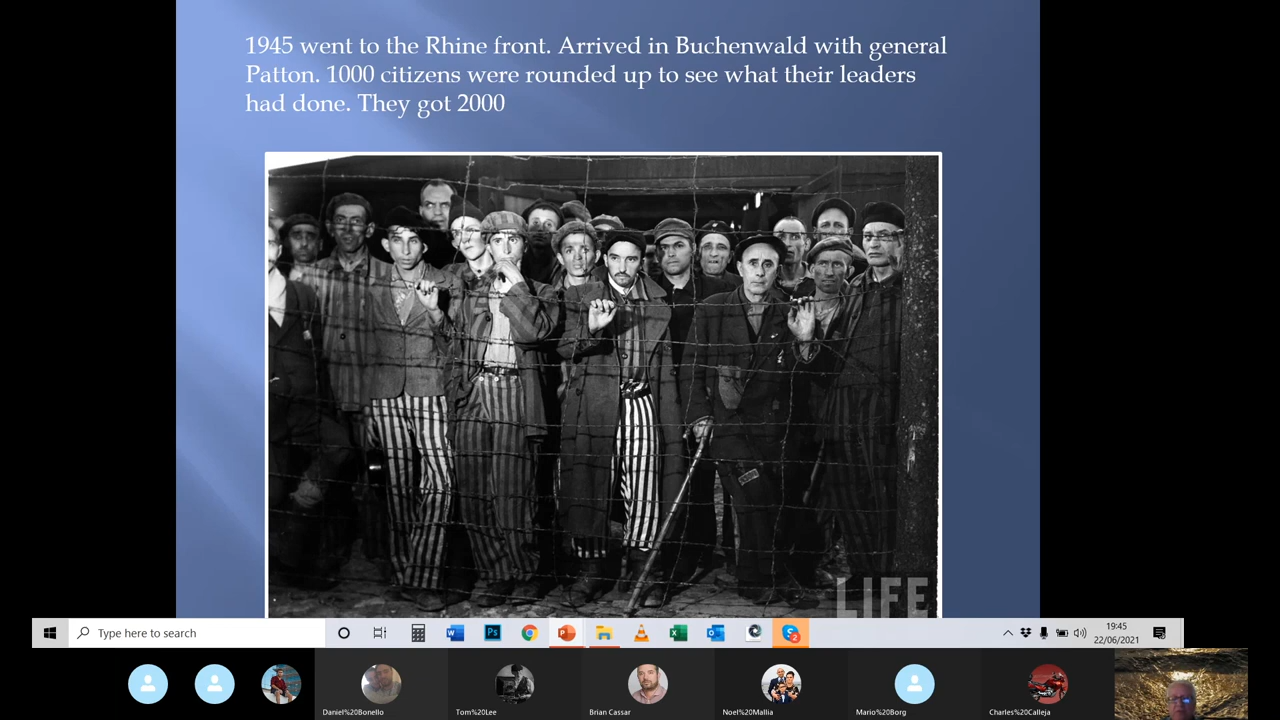 1945 went to the Rhine front. Arrived in Buchenwald with general
Patton. 1000 citizens were rounded up to see what their leaders
had done. They got 2000
LIFE
Type here to search
19:45
22/06/2021
Daniel%20Bonello
Tom%20Lee
Brian Cassar
Noel%20Mallia
Mario%20Borg
Charles%20Calleja